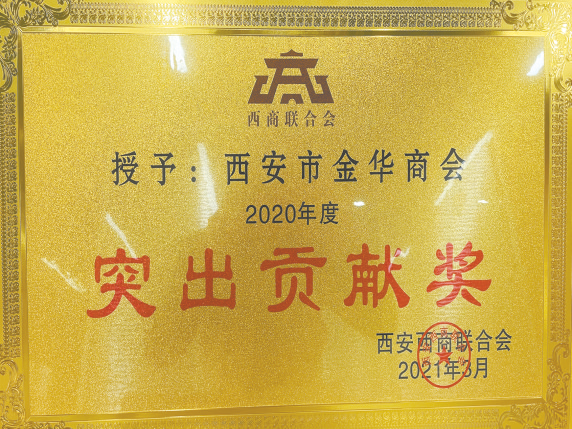 西商联合会
授予：西安市金华商会
2020年度
突出贡献奖
西安西商联合会
2021年3月